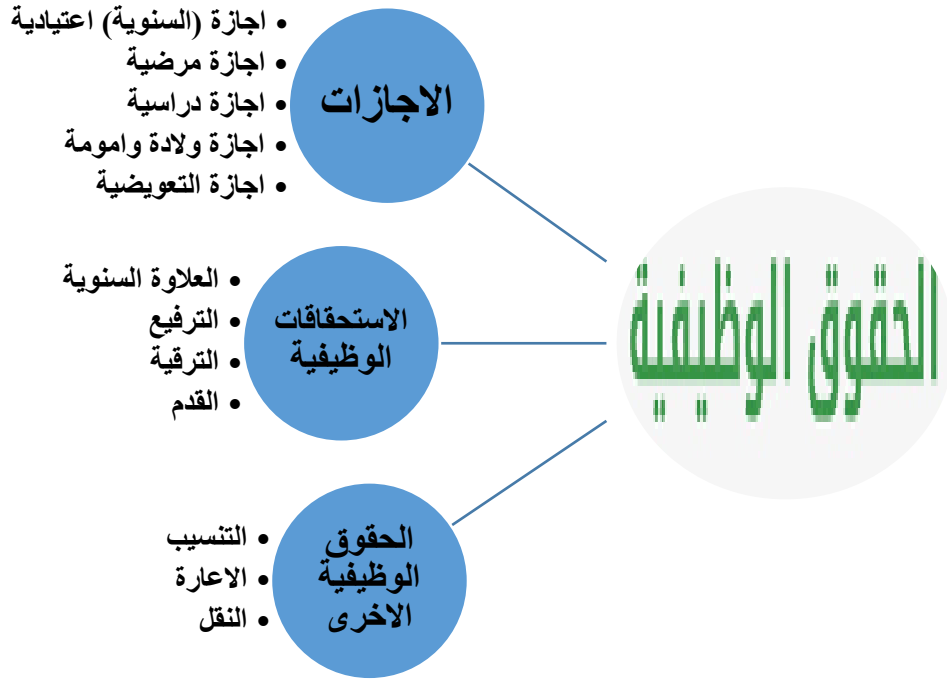 الحقوق الوظيفية
الاجازات
• اجازة (السنوية) اعتيادية
• اجازة مرضية
• اجازة دراسية
• اجازة ولادة وامومة
• اجازة التعويضية
الاستحقاقات
الوظيفية
• العلاوة السنوية
• الترفيع
• الترقية
• القدم
الحقوق
الوظيفية
الاخرى
• التنسيب
• الاعارة
• النقل